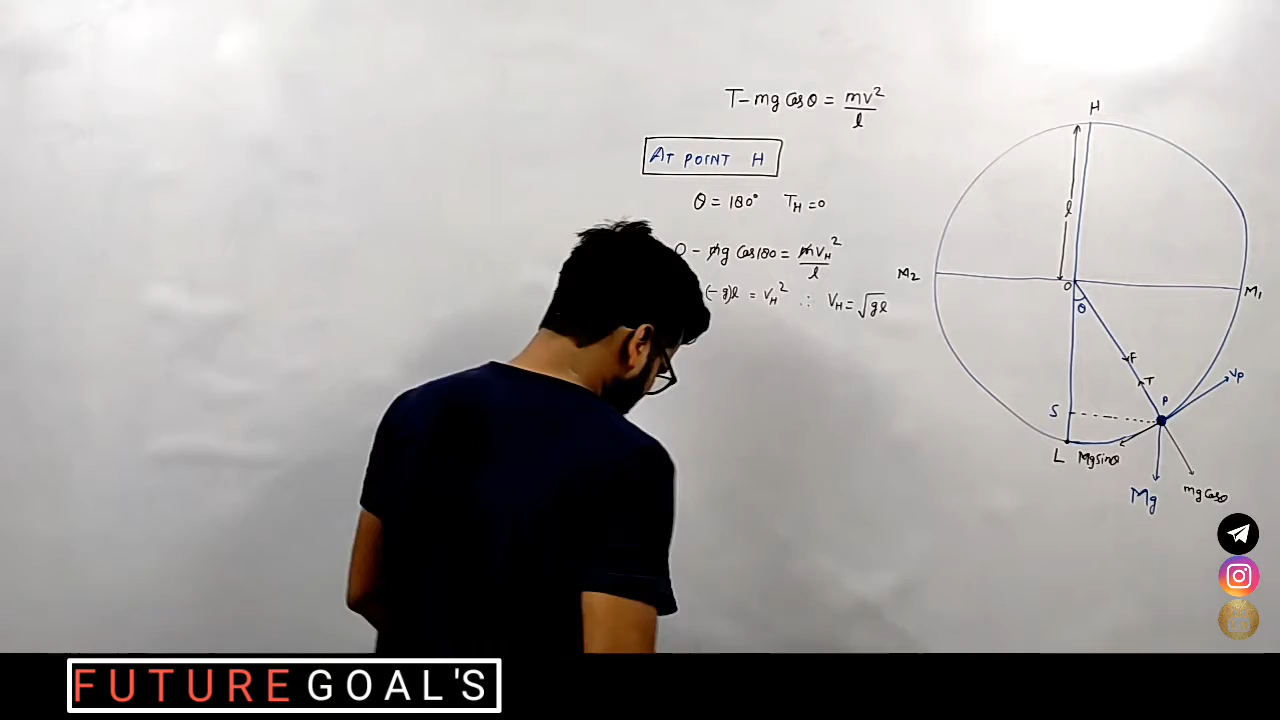 T - mg Cosθ = mv²/l
AT POINT H
θ = 180° T_H = 0
0 - mg Cos180 = mv_H²/l
(-g)l = v_H² ∴ V_H = √gl
H
l
M₂
O
M₁
θ
F
T
V_P
P
S
L
Mgsinθ
Mg
mg cosθ
FUTURE GOAL'S